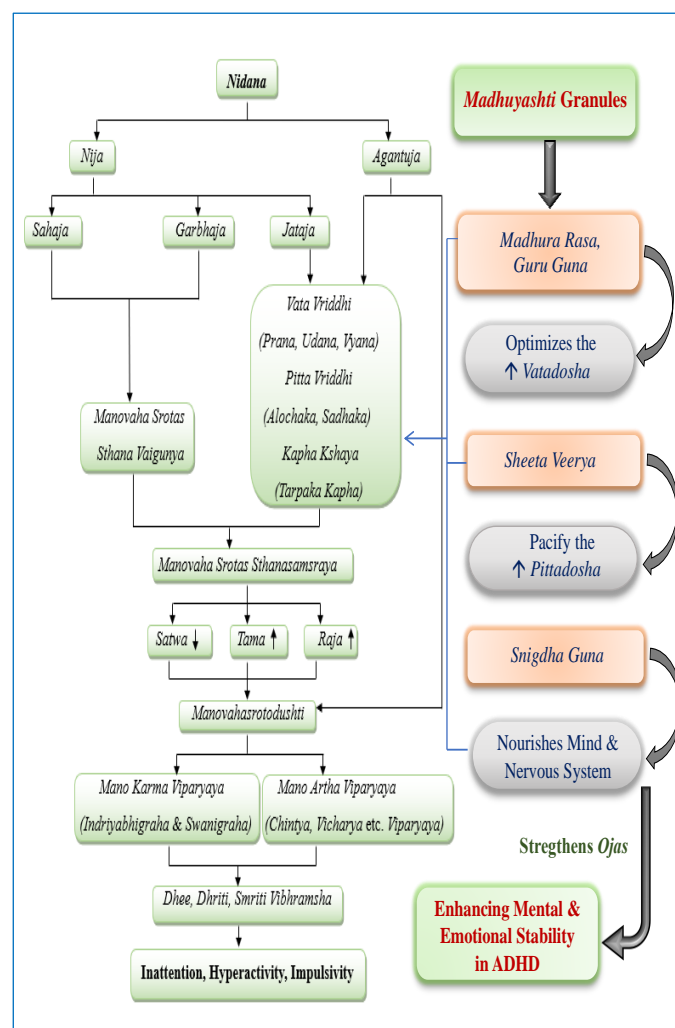 Nidana
Nija
Agantuja
Sahaja
Garbhaja
Jataja
Vata Vriddhi
(Prana, Udana, Vyana)
Pitta Vriddhi
(Alochaka, Sadhaka)
Kapha Kshaya
(Tarpaka Kapha)
Manovaha Srotas
Sthana Vaigunya
Manovaha Srotas Sthanasamsraya
Satwa ↓
Tama ↑
Raja ↑
Manovahasrotodushti
Mano Karma Viparyaya
(Indriyabhigraha & Swanigraha)
Mano Artha Viparyaya
(Chintya, Vicharya etc. Viparyaya)
Dhee, Dhriti, Smriti Vibhramsha
Inattention, Hyperactivity, Impulsivity
Madhuyashti Granules
Madhura Rasa,
Guru Guna
Optimizes the
↑ Vatadosha
Sheeta Veerya
Pacify the
↑ Pittadosha
Snigdha Guna
Nourishes Mind &
Nervous System
Stregthens Ojas
Enhancing Mental &
Emotional Stability
in ADHD